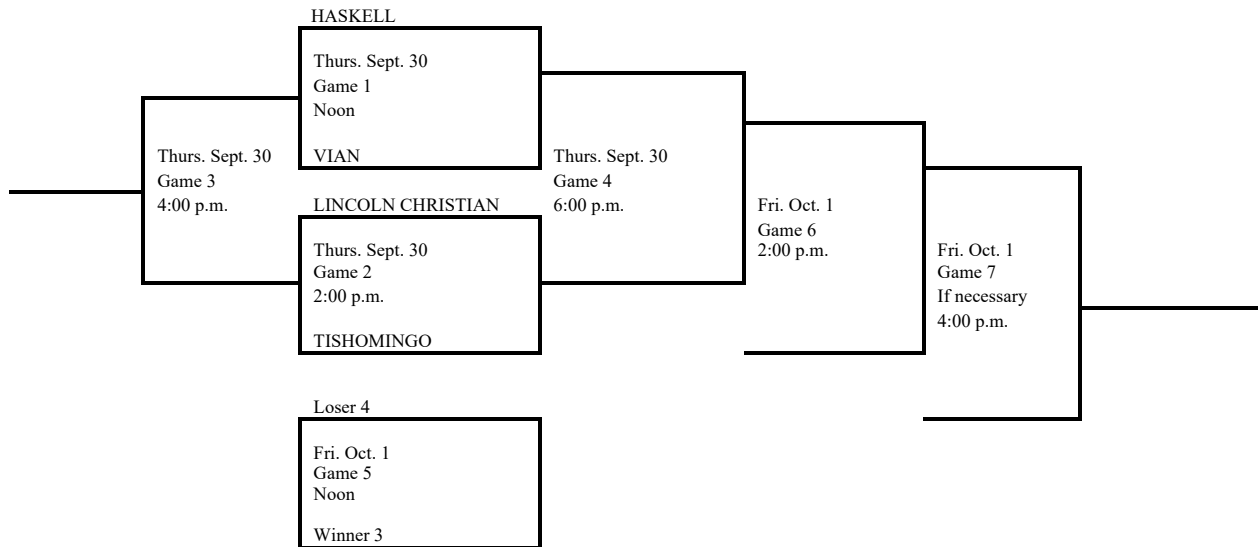 HASKELL
Thurs. Sept. 30
Game 1
Noon
VIAN
Thurs. Sept. 30
Game 3
4:00 p.m.
Thurs. Sept. 30
Game 4
6:00 p.m.
LINCOLN CHRISTIAN
Thurs. Sept. 30
Game 2
2:00 p.m.
TISHOMINGO
Fri. Oct. 1
Game 6
2:00 p.m.
Fri. Oct. 1
Game 7
If necessary
4:00 p.m.
Loser 4
Fri. Oct. 1
Game 5
Noon
Winner 3